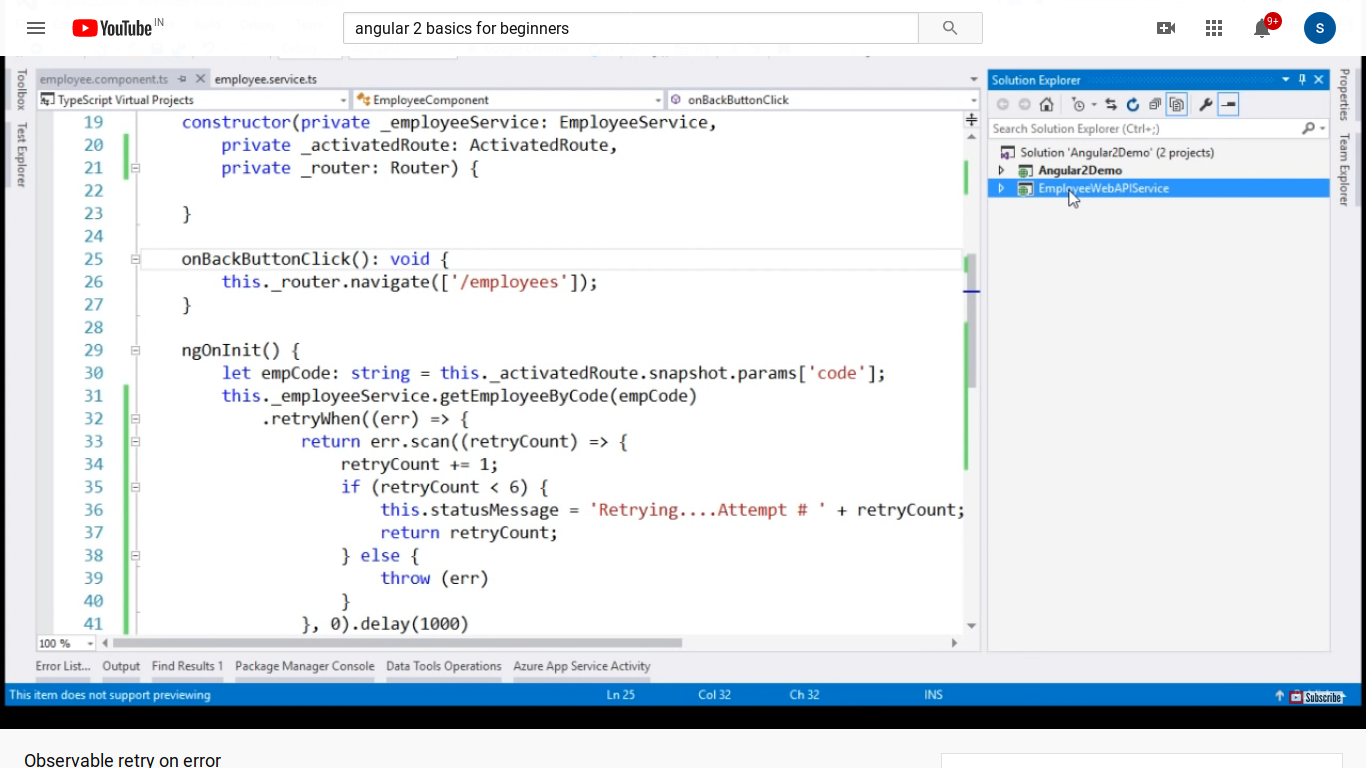 YouTube IN
angular 2 basics for beginners
9+
S
employee.component.ts
employee.service.ts
TypeScript Virtual Projects
EmployeeComponent
onBackButtonClick
19 constructor(private _employeeService: EmployeeService,
20 private _activatedRoute: ActivatedRoute,
21 private _router: Router) {
22
23 }
24
25 onBackButtonClick(): void {
26 this._router.navigate(['/employees']);
27 }
28
29 ngOnInit() {
30 let empCode: string = this._activatedRoute.snapshot.params['code'];
31 this._employeeService.getEmployeeByCode(empCode)
32 .retryWhen((err) => {
33 return err.scan((retryCount) => {
34 retryCount += 1;
35 if (retryCount < 6) {
36 this.statusMessage = 'Retrying....Attempt # ' + retryCount;
37 return retryCount;
38 } else {
39 throw (err)
40 }
41 }, 0).delay(1000)
100 %
Toolbox
Test Explorer
Solution Explorer
Search Solution Explorer (Ctrl+;)
Solution 'Angular2Demo' (2 projects)
Angular2Demo
EmployeeWebAPIService
Properties
Team Explorer
Error List... Output Find Results 1 Package Manager Console Data Tools Operations Azure App Service Activity
This item does not support previewing Ln 25 Col 32 Ch 32 INS
Subscribe
Observable retry on error